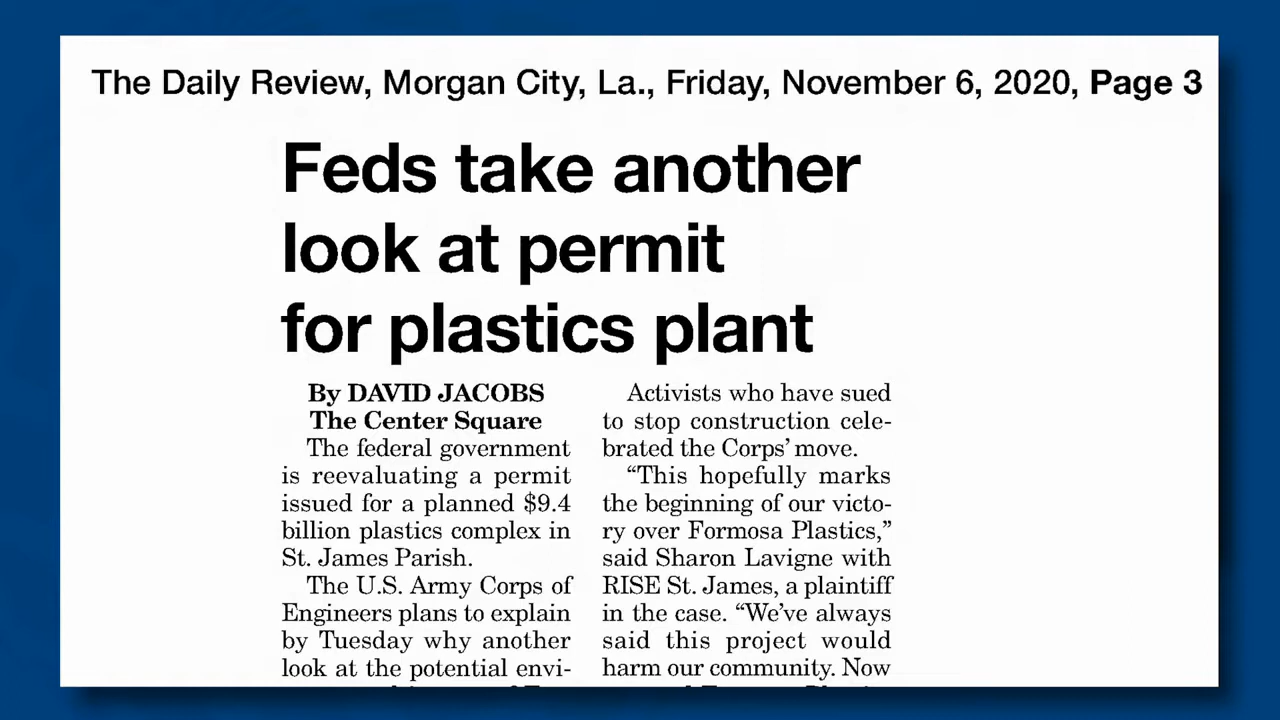 The Daily Review, Morgan City, La., Friday, November 6, 2020, Page 3
Feds take another
look at permit
for plastics plant
By DAVID JACOBS
The Center Square
The federal government
is reevaluating a permit
issued for a planned $9.4
billion plastics complex in
St. James Parish.
The U.S. Army Corps of
Engineers plans to explain
by Tuesday why another
look at the potential envi-
Activists who have sued
to stop construction cele-
brated the Corps’ move.
“This hopefully marks
the beginning of our victo-
ry over Formosa Plastics,”
said Sharon Lavigne with
RISE St. James, a plaintiff
in the case. “We’ve always
said this project would
harm our community. Now